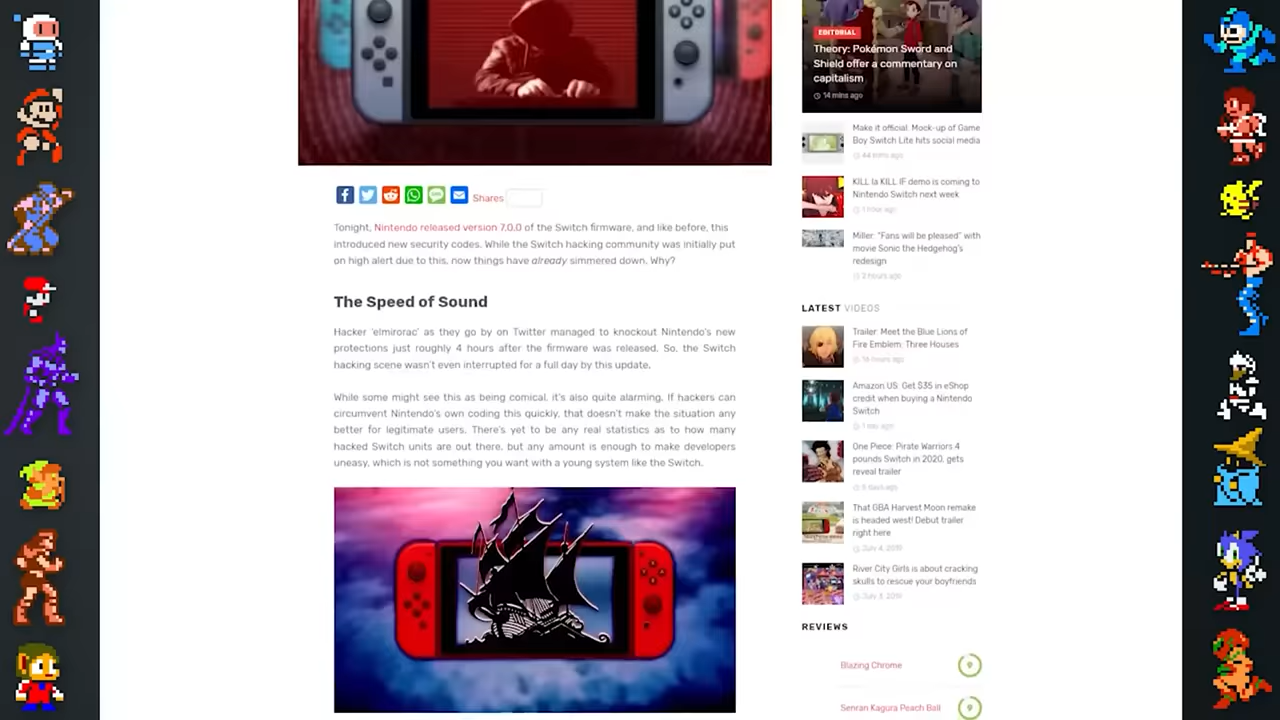 Shares
Tonight, Nintendo released version 7.0.0 of the Switch firmware, and like before, this
introduced new security codes. While the Switch hacking community was initially put
on high alert due to this, now things have already simmered down. Why?
The Speed of Sound
Hacker 'elmirorac' as they go by on Twitter managed to knockout Nintendo's new
protections just roughly 4 hours after the firmware was released. So, the Switch
hacking scene wasn't even interrupted for a full day by this update.
While some might see this as being comical, it's also quite alarming. If hackers can
circumvent Nintendo's own coding this quickly, that doesn't make the situation any
better for legitimate users. There's yet to be any real statistics as to how many
hacked Switch units are out there, but any amount is enough to make developers
uneasy, which is not something you want with a young system like the Switch.
EDITORIAL
Theory: Pokémon Sword and
Shield offer a commentary on
capitalism
14 mins ago
Make it official: Mock-up of Game
Boy Switch Lite hits social media
44 mins ago
KILL la KILL IF demo is coming to
Nintendo Switch next week
1 hour ago
Miller: "Fans will be pleased" with
movie Sonic the Hedgehog's
redesign
2 hours ago
LATEST VIDEOS
Trailer: Meet the Blue Lions of
Fire Emblem: Three Houses
hours ago
Amazon US: Get $35 in eShop
credit when buying a Nintendo
Switch
1 day ago
One Piece: Pirate Warriors 4
pounds Switch in 2020, gets
reveal trailer
days ago
That GBA Harvest Moon remake
is headed west! Debut trailer
right here
July 4, 2019
River City Girls is about cracking
skulls to rescue your boyfriends
July 3, 2019
REVIEWS
Blazing Chrome
9
Senran Kagura Peach Ball
9